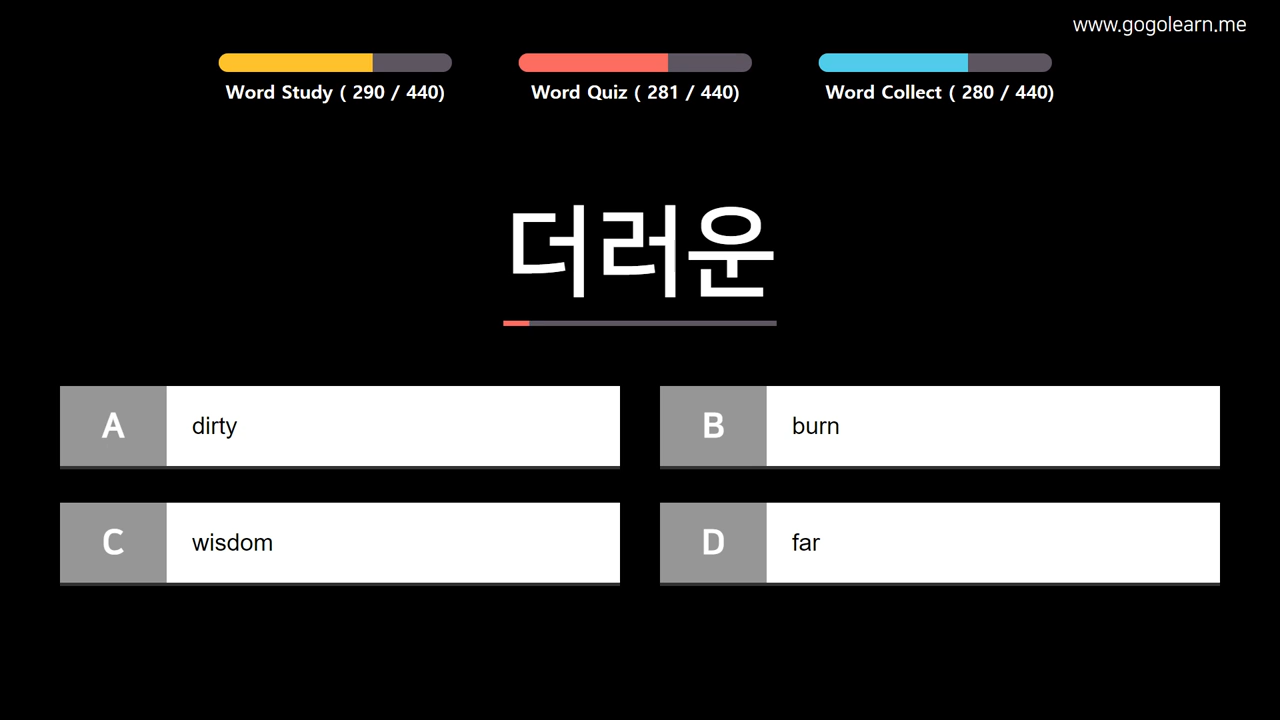 www.gogolearn.me
Word Study ( 290 / 440)
Word Quiz ( 281 / 440)
Word Collect ( 280 / 440)
더러운
A dirty
B burn
C wisdom
D far